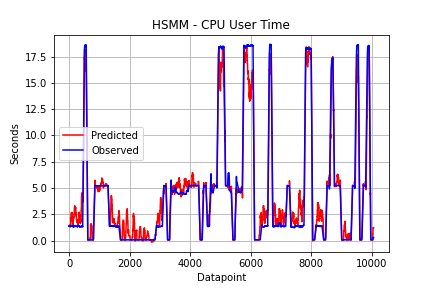 HSMM - CPU User Time
17.5
15.0
12.5
10.0
7.5
5.0
2.5
0.0
Seconds
Predicted
Observed
0 2000 4000 6000 8000 10000
Datapoint